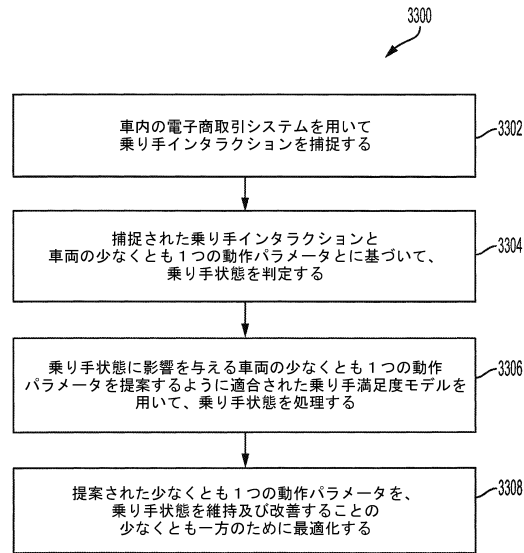 3300
車内の電子商取引システムを用いて
乗り手インタラクションを捕捉する
3302
捕捉された乗り手インタラクションと
車両の少なくとも１つの動作パラメータとに基づいて、
乗り手状態を判定する
3304
乗り手状態に影響を与える車両の少なくとも１つの動作
パラメータを提案するように適合された乗り手満足度モデルを
用いて、乗り手状態を処理する
3306
提案された少なくとも１つの動作パラメータを、
乗り手状態を維持及び改善することの
少なくとも一方のために最適化する
3308